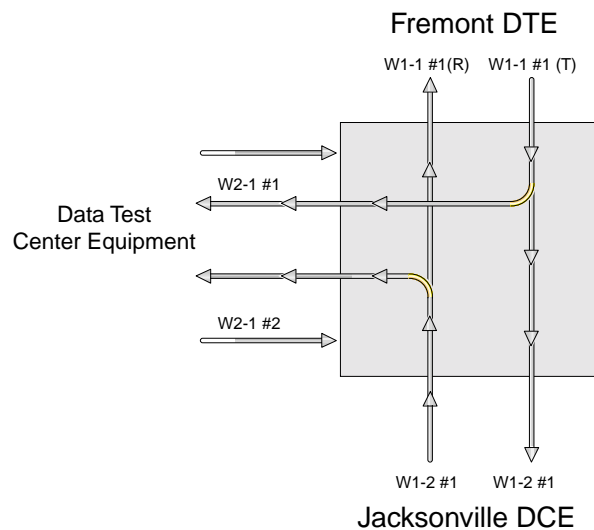 Fremont DTE
W1-1 #1(R)
W1-1 #1 (T)
W2-1 #1
Data Test
Center Equipment
W2-1 #2
W1-2 #1
W1-2 #1
Jacksonville DCE